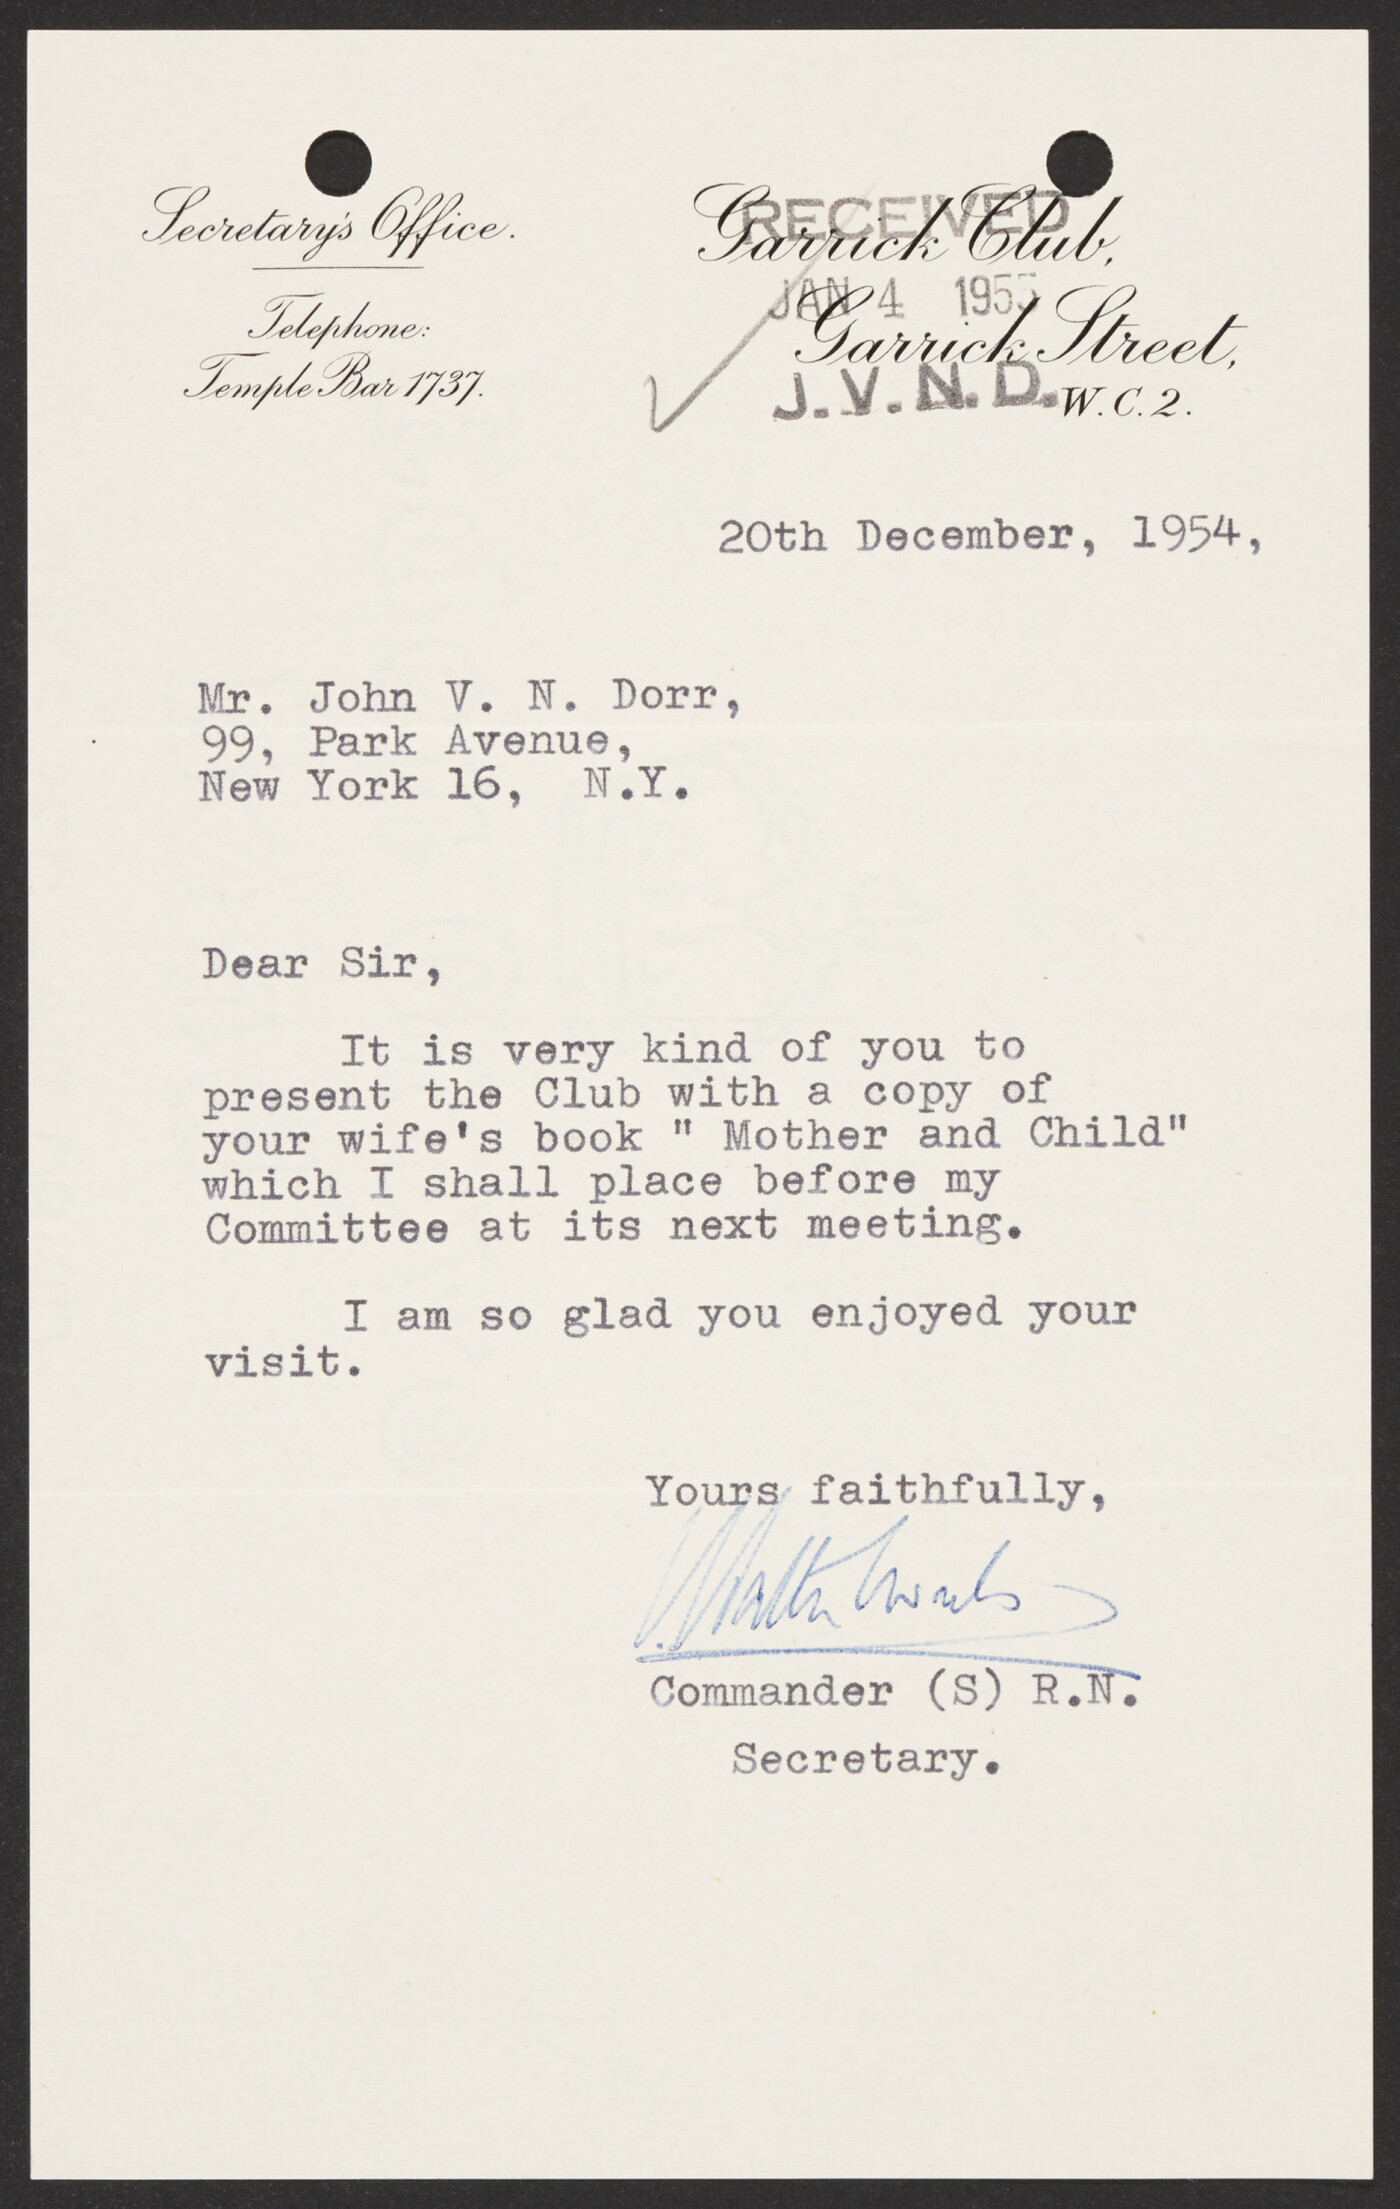 Secretary's Office.
Telephone:
Temple Bar 1737.
Garrick Club,
Garrick Street,
W.C.2.
RECEIVED
JAN 4 1955
J.V.N.D.
20th December, 1954,
Mr. John V. N. Dorr,
99, Park Avenue,
New York 16, N.Y.
Dear Sir,
It is very kind of you to
present the Club with a copy of
your wife's book " Mother and Child"
which I shall place before my
Committee at its next meeting.
I am so glad you enjoyed your
visit.
Yours faithfully,
Commander (S) R.N.
Secretary.